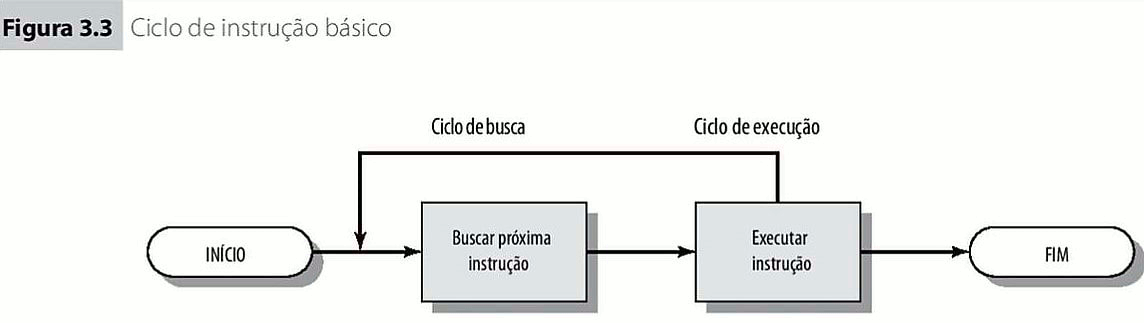 Figura 3.3 Ciclo de instrução básico
Ciclo de busca
Ciclo de execução
INÍCIO
Buscar próxima
instrução
Executar
instrução
FIM